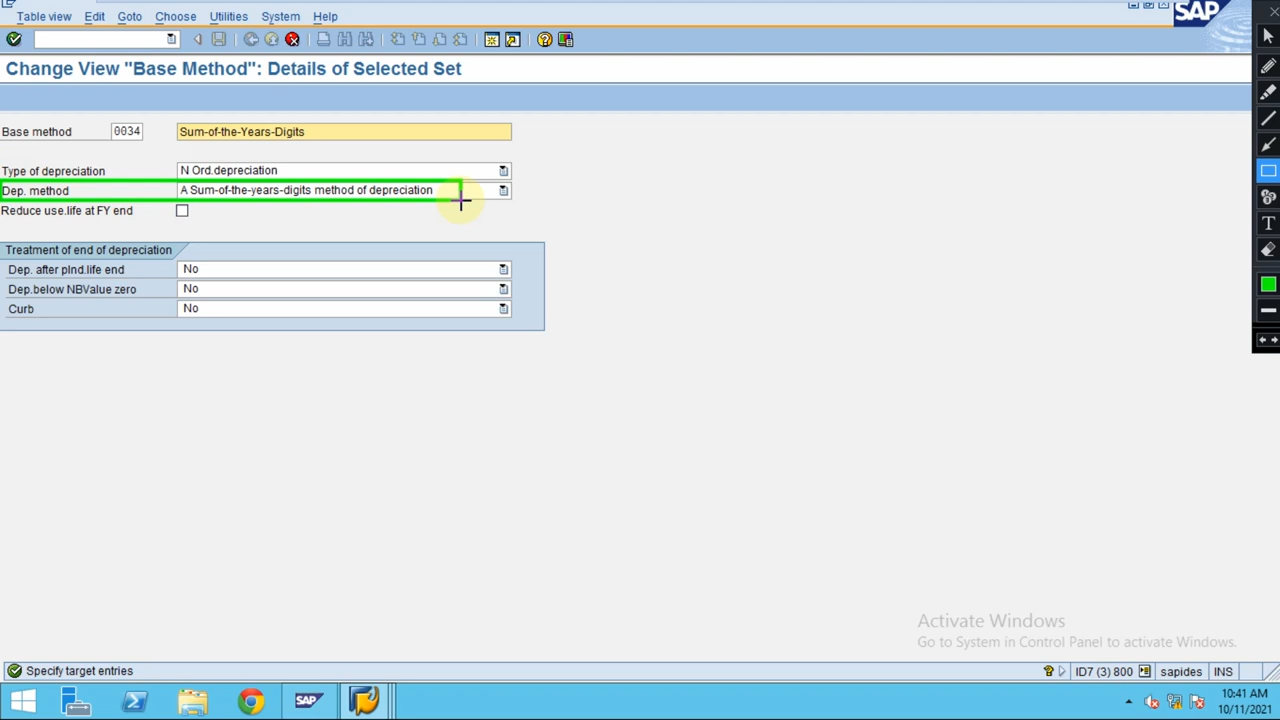 Table view Edit Goto Choose Utilities System Help
SAP
Change View "Base Method": Details of Selected Set
Base method 0034 Sum-of-the-Years-Digits
Type of depreciation N Ord.depreciation
Dep. method A Sum-of-the-years-digits method of depreciation
Reduce use.life at FY end
Treatment of end of depreciation
Dep. after plnd.life end No
Dep.below NBValue zero No
Curb No
T
Activate Windows
Go to System in Control Panel to activate Windows.
Specify target entries ID7 (3) 800 sapides INS
SAP
10:41 AM
10/11/2021